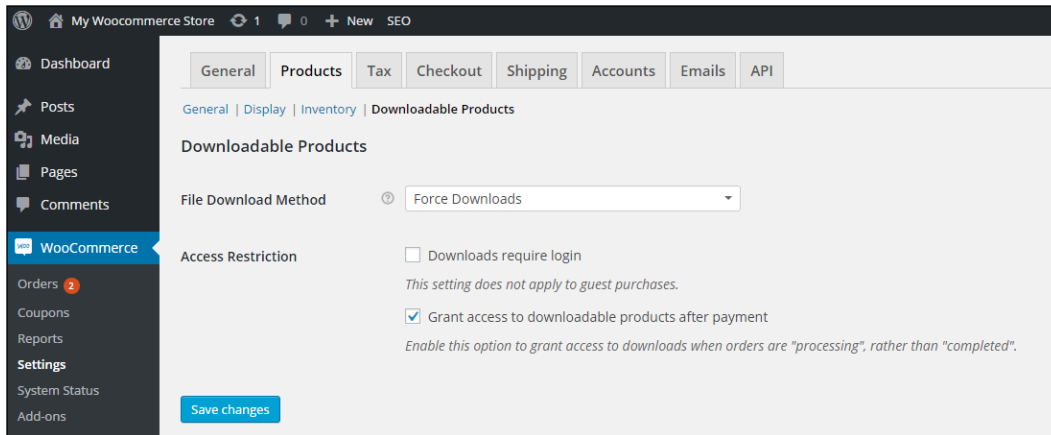 My Woocommerce Store 1 0 New SEO
Dashboard
Posts
Media
Pages
Comments
woo WooCommerce
Orders 2
Coupons
Reports
Settings
System Status
Add-ons
General Products Tax Checkout Shipping Accounts Emails API
General | Display | Inventory | Downloadable Products
Downloadable Products
File Download Method ? Force Downloads
Access Restriction Downloads require login
This setting does not apply to guest purchases.
Grant access to downloadable products after payment
Enable this option to grant access to downloads when orders are "processing", rather than "completed".
Save changes